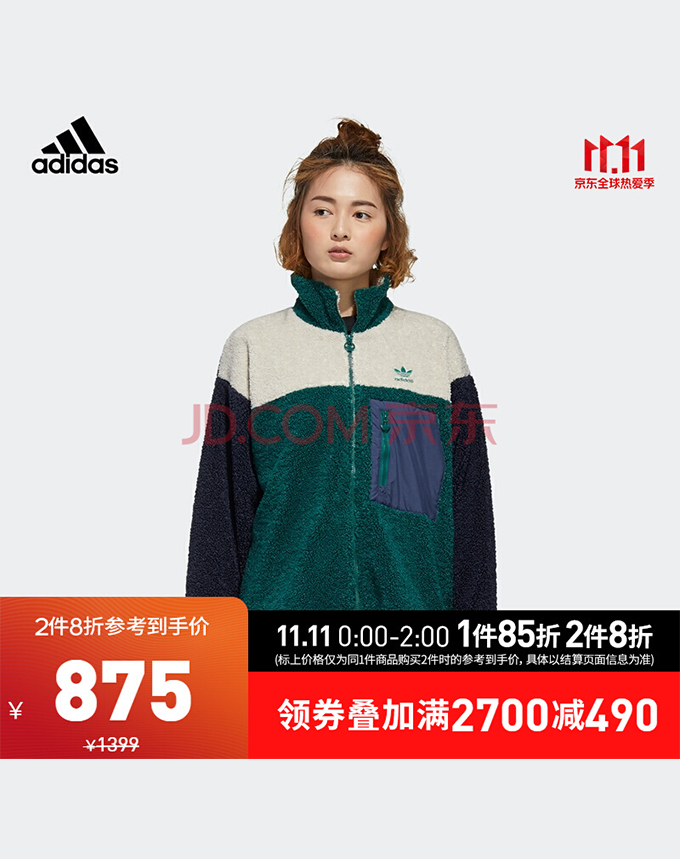 adidas
11.11
京东全球热爱季
adidas
JD.COM 京东
2件8折参考到手价
¥ 875
¥1399
11.11 0:00-2:00 1件85折 2件8折
(标上价格仅为同1件商品购买2件时的参考到手价，具体以结算页面信息为准)
领券叠加满2700减490